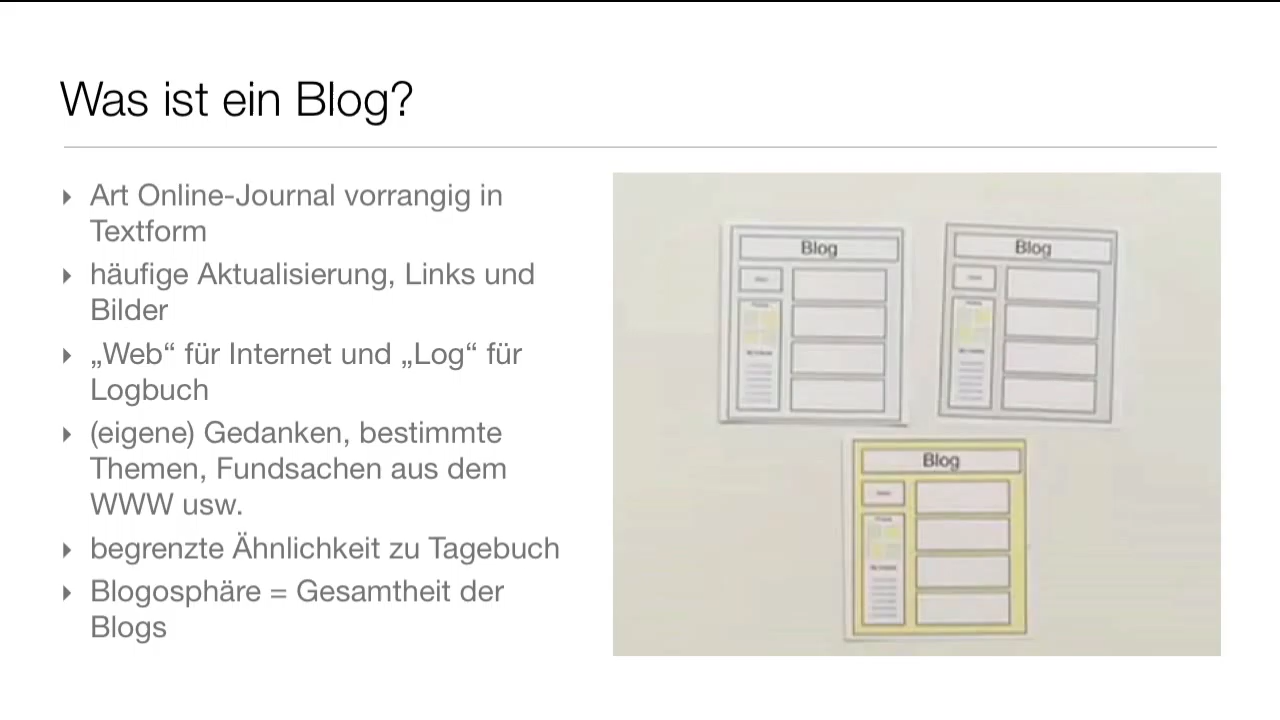 Was ist ein Blog?
Art Online-Journal vorrangig in
Textform
häufige Aktualisierung, Links und
Bilder
„Web“ für Internet und „Log“ für
Logbuch
(eigene) Gedanken, bestimmte
Themen, Fundsachen aus dem
WWW usw.
begrenzte Ähnlichkeit zu Tagebuch
Blogosphäre = Gesamtheit der
Blogs
Blog
Blog
Blog